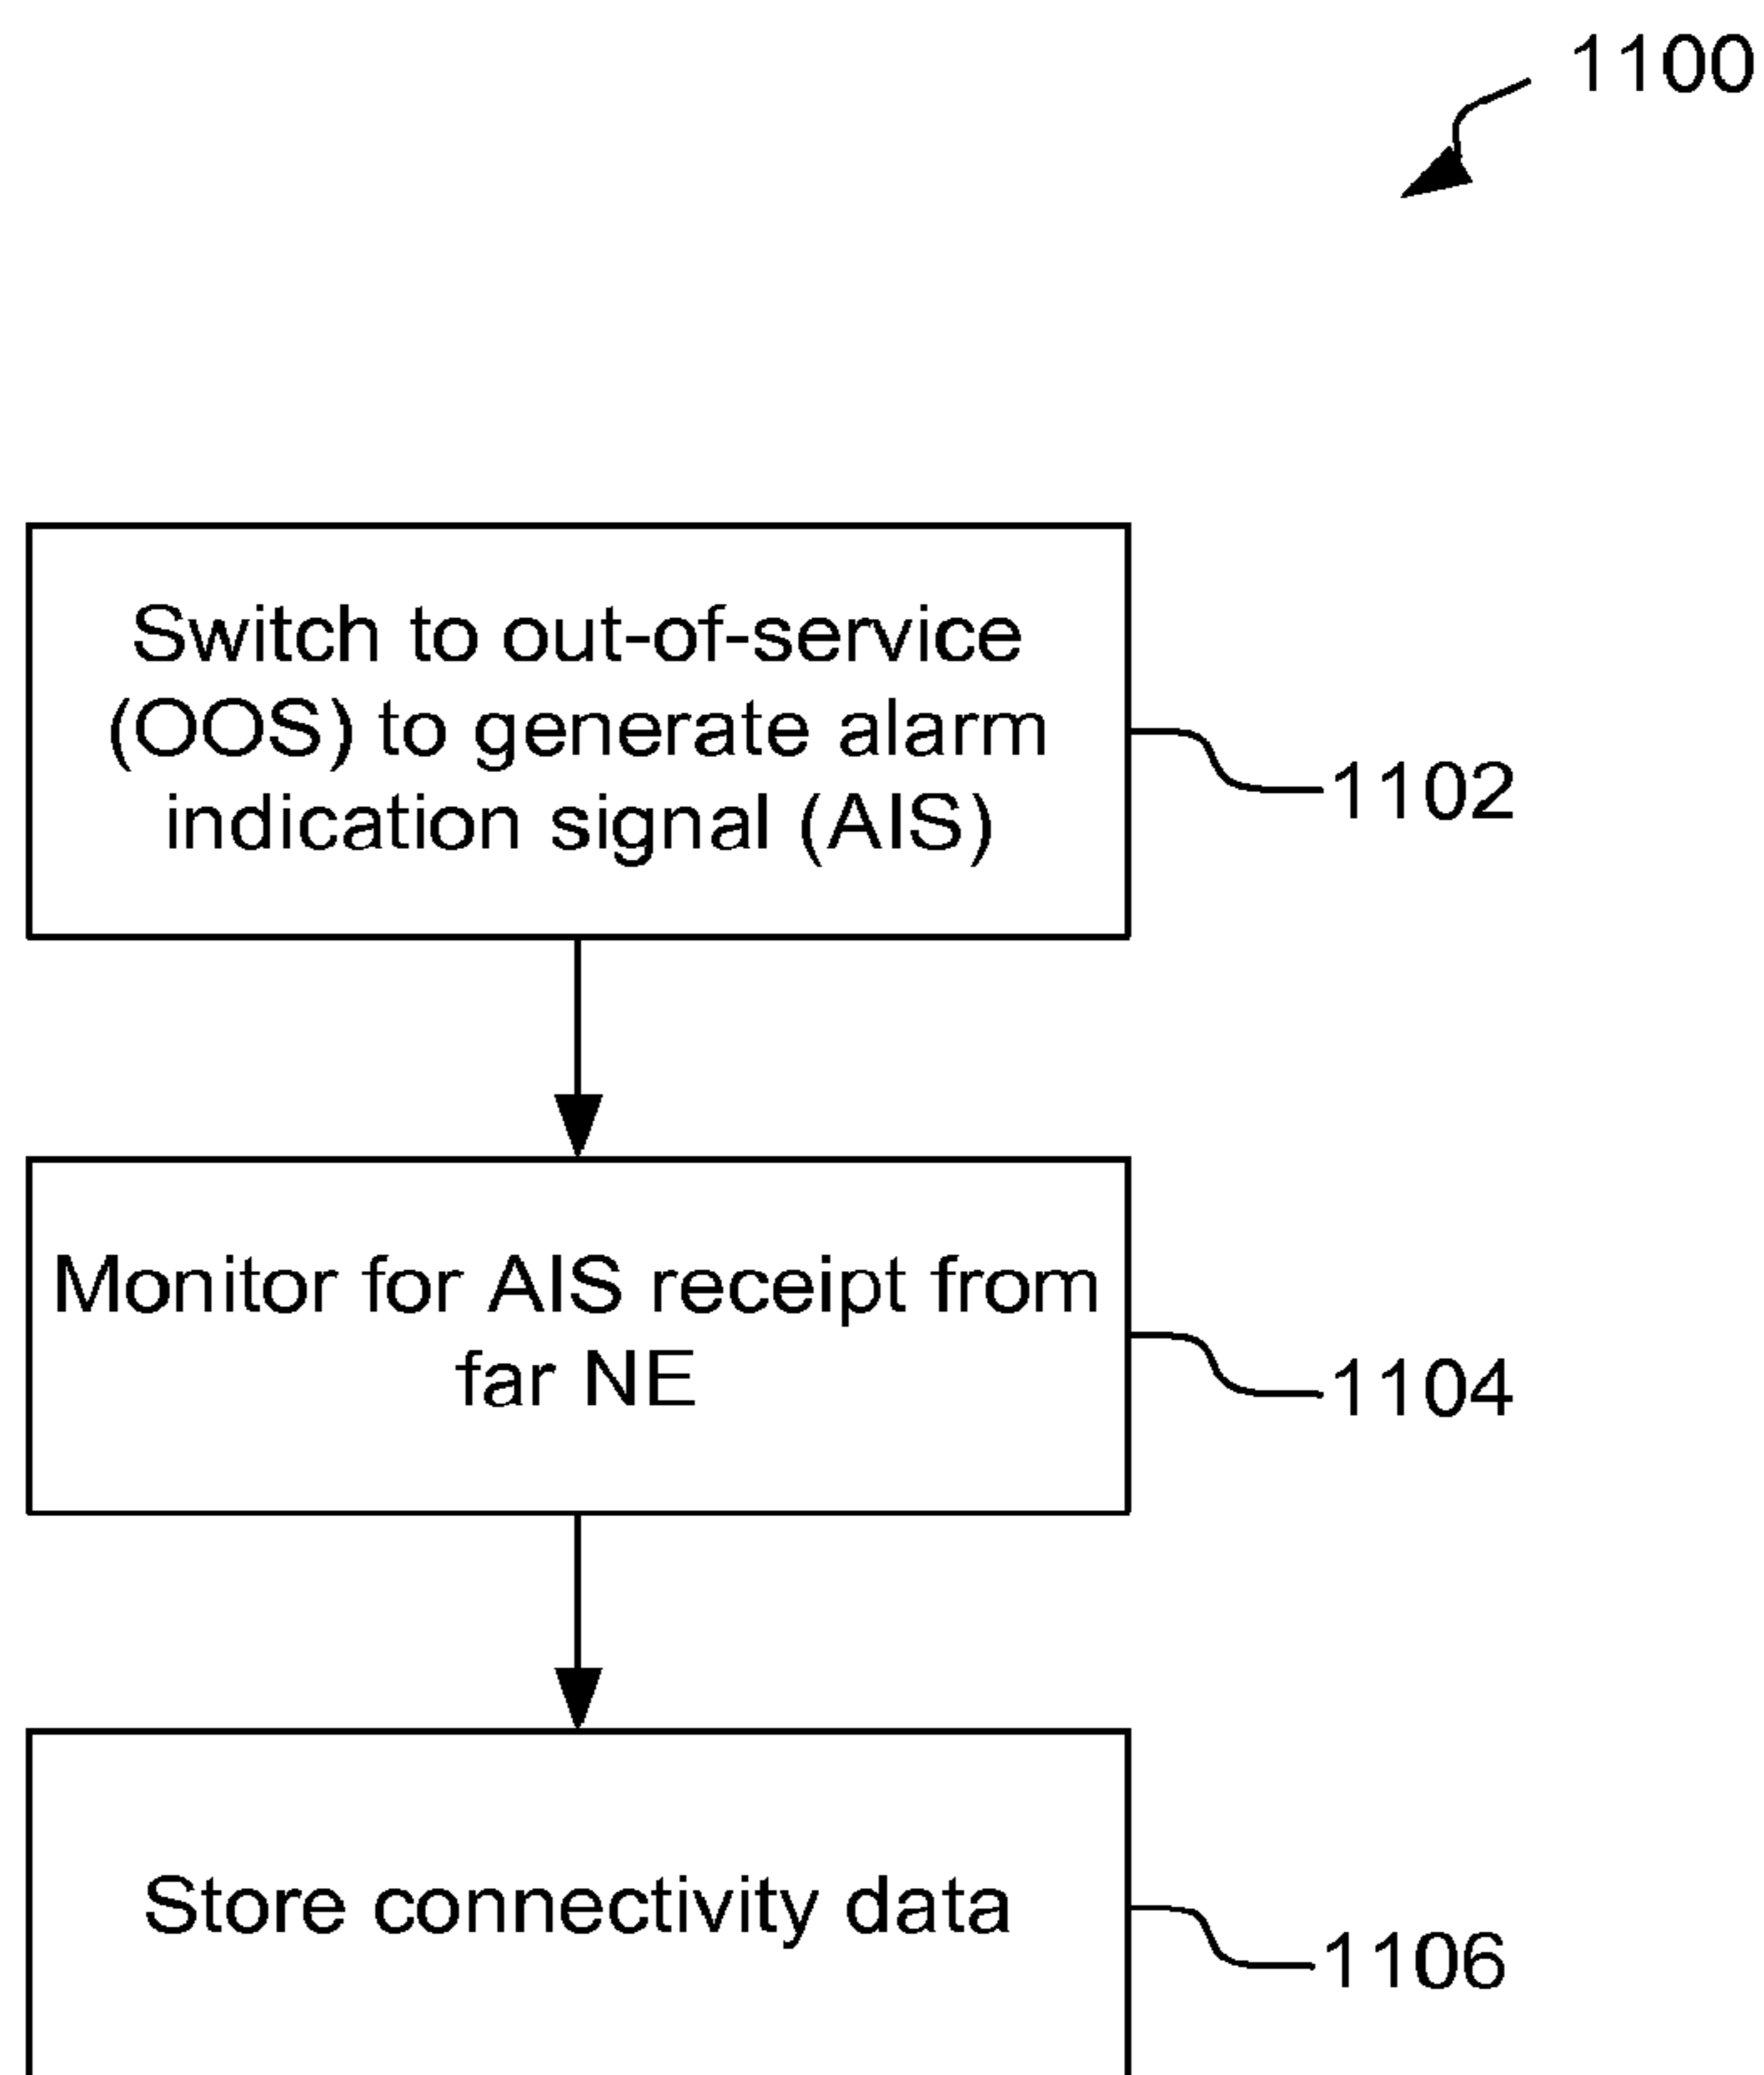 1100
Switch to out-of-service
(OOS) to generate alarm
indication signal (AIS)
1102
Monitor for AIS receipt from
far NE
1104
Store connectivity data
1106